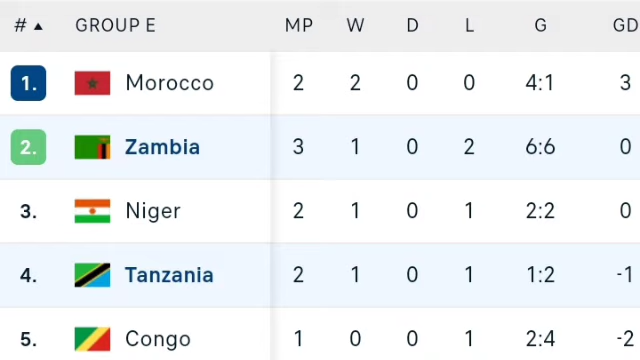 # ▲ GROUP E MP W D L G GD
1. Morocco 2 2 0 0 4:1 3
2. Zambia 3 1 0 2 6:6 0
3. Niger 2 1 0 1 2:2 0
4. Tanzania 2 1 0 1 1:2 -1
5. Congo 1 0 0 1 2:4 -2